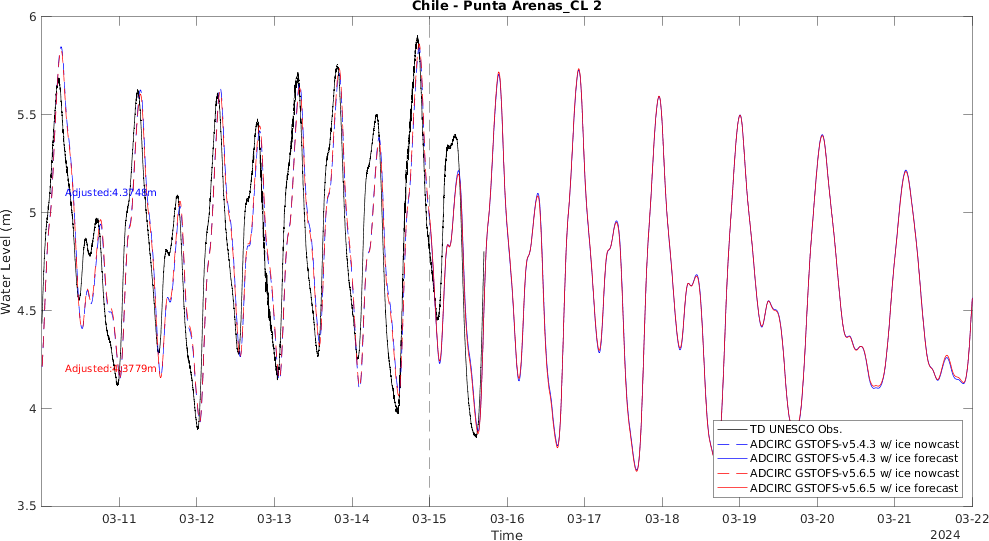 Chile - Punta Arenas_CL 2
Water Level (m)
6
5.5
5
4.5
4
3.5
Adjusted:4.3748m
Adjusted:4.3779m
TD UNESCO Obs.
ADCIRC GSTOFS-v5.4.3 w/ ice nowcast
ADCIRC GSTOFS-v5.4.3 w/ ice forecast
ADCIRC GSTOFS-v5.6.5 w/ ice nowcast
ADCIRC GSTOFS-v5.6.5 w/ ice forecast
03-11 03-12 03-13 03-14 03-15 03-16 03-17 03-18 03-19 03-20 03-21 03-22
Time
2024